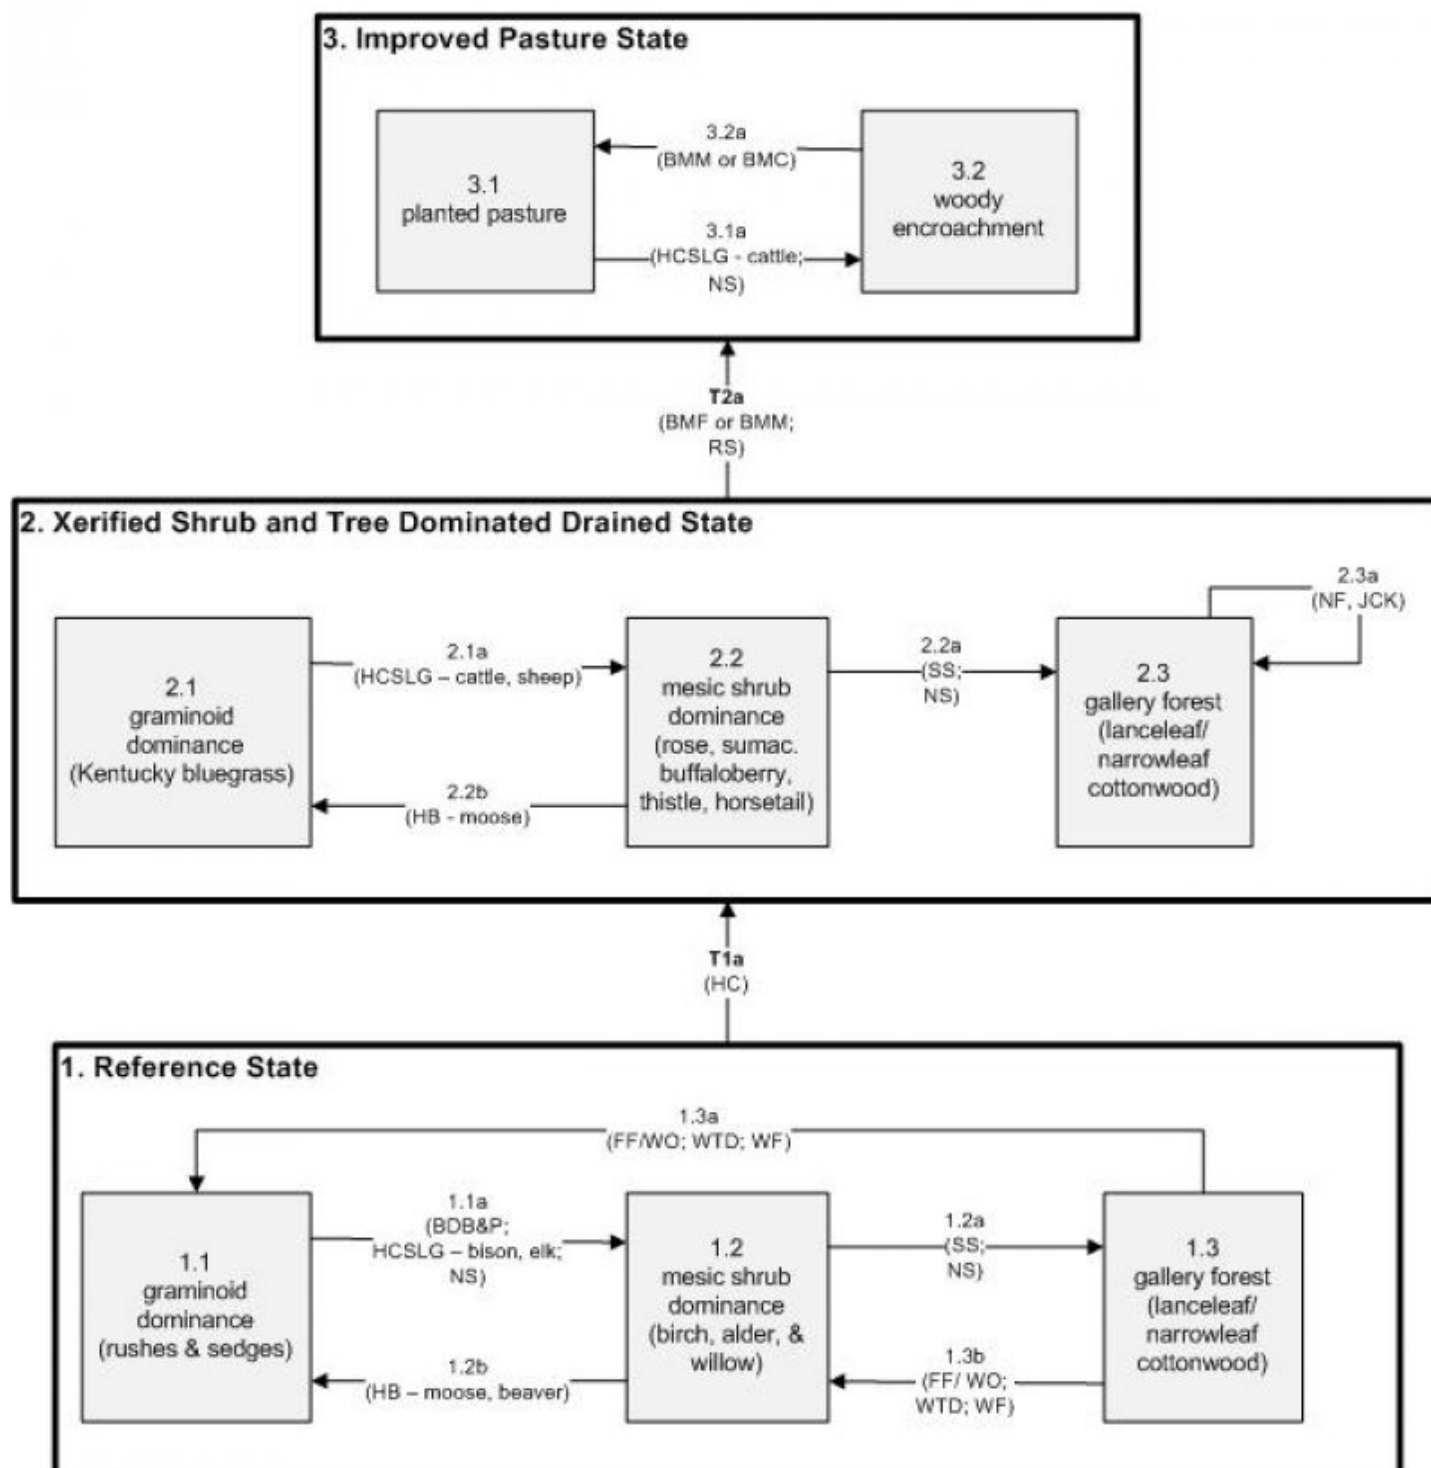 3. Improved Pasture State
3.2a
(BMM or BMC)
3.1
planted pasture
3.2
woody
encroachment
3.1a
(HCSLG - cattle;
NS)
T2a
(BMF or BMM;
RS)
2. Xerified Shrub and Tree Dominated Drained State
2.3a
(NF, JCK)
2.1
graminoid
dominance
(Kentucky bluegrass)
2.1a
(HCSLG – cattle, sheep)
2.2b
(HB - moose)
2.2
mesic shrub
dominance
(rose, sumac.
buffaloberry,
thistle, horsetail)
2.2a
(SS;
NS)
2.3
gallery forest
(lanceleaf/
narrowleaf
cottonwood)
T1a
(HC)
1. Reference State
1.3a
(FF/WO; WTD; WF)
1.1
graminoid
dominance
(rushes & sedges)
1.1a
(BDB&P;
HCSLG – bison, elk;
NS)
1.2b
(HB – moose, beaver)
1.2
mesic shrub
dominance
(birch, alder, &
willow)
1.2a
(SS;
NS)
1.3b
(FF/ WO;
WTD; WF)
1.3
gallery forest
(lanceleaf/
narrowleaf
cottonwood)